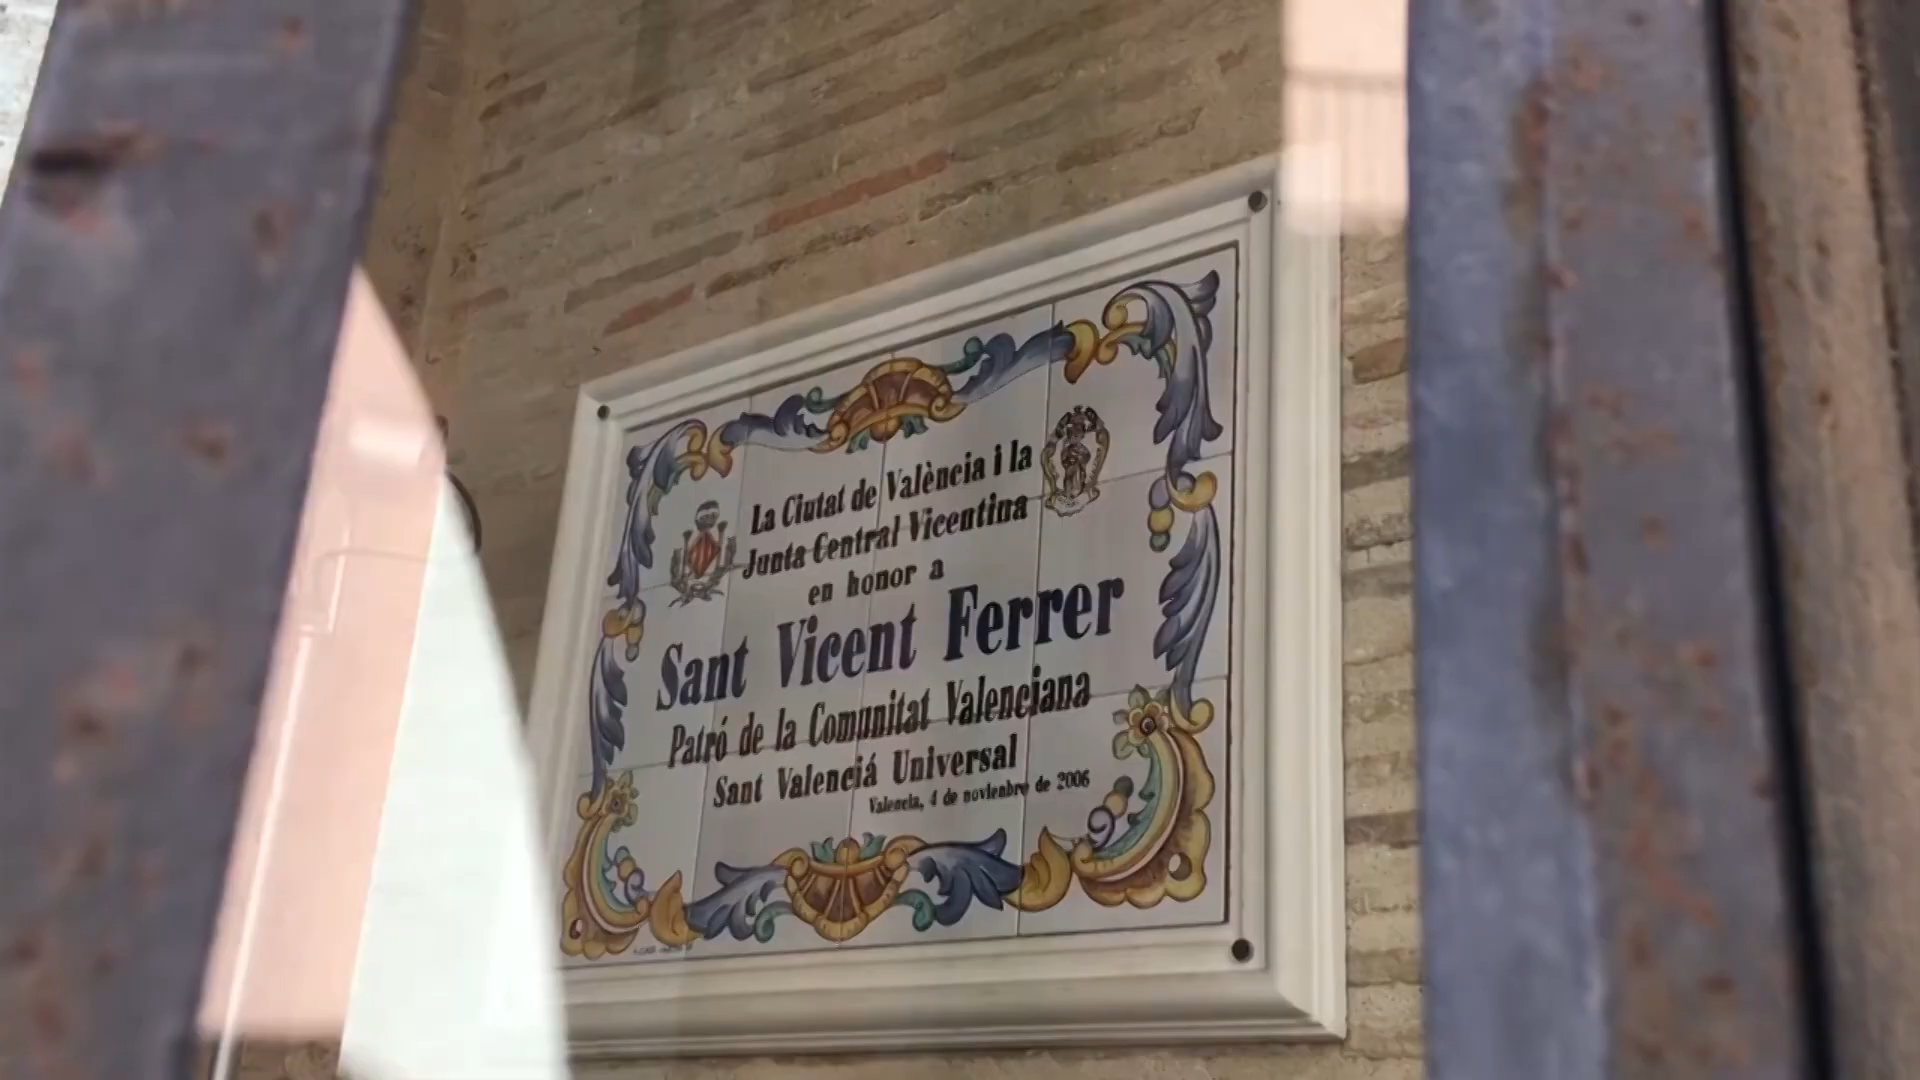 La Ciutat de València i la
Junta Central Vicentina
en honor a
Sant Vicent Ferrer
Patró de la Comunitat Valenciana
Sant Valenciá Universal
Valencia, 4 de noviembre de 2006